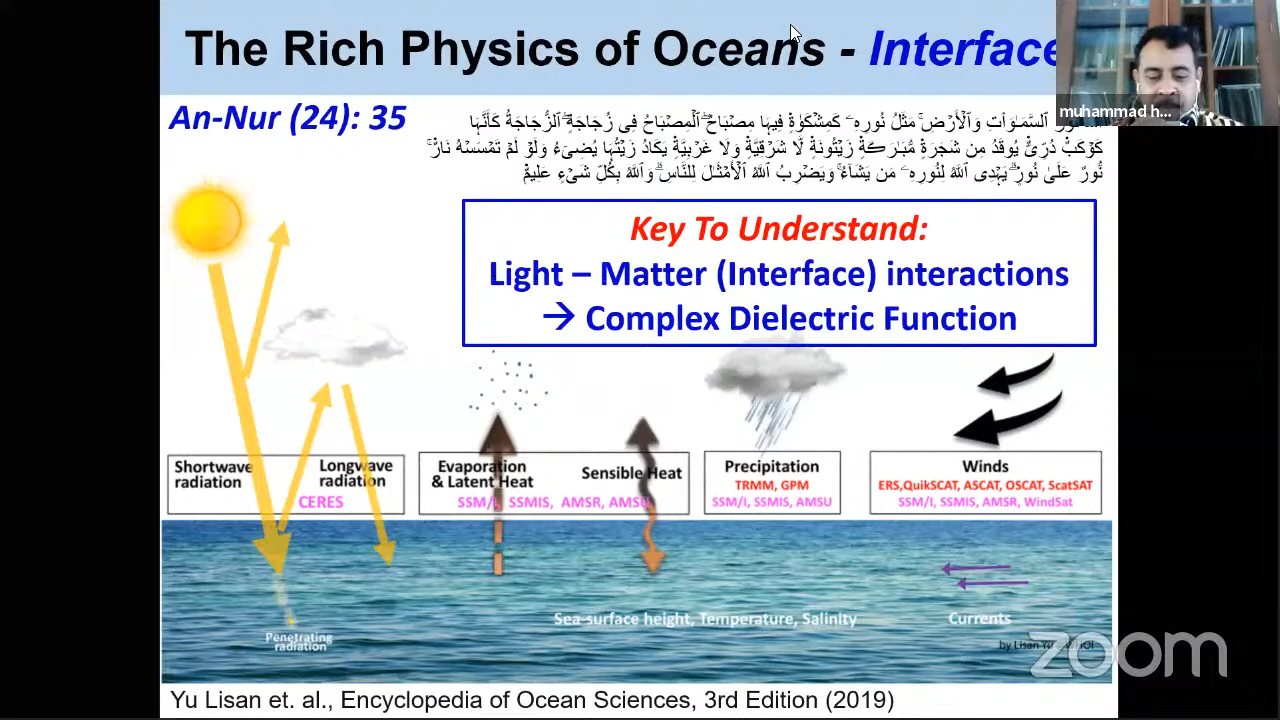 The Rich Physics of Oceans - Interface
muhammad h...
An-Nur (24): 35
ٱلسَّمَـٰوَٰتِ وَٱلْأَرْضِ ۚ مَثَلُ نُورِهِۦ كَمِشْكَوٰةٍ فِيهَا مِصْبَاحٌ ۖ ٱلْمِصْبَاحُ فِى زُجَاجَةٍ ۖ ٱلزُّجَاجَةُ كَأَنَّهَا
كَوْكَبٌ دُرِّىٌّ يُوقَدُ مِن شَجَرَةٍ مُّبَـٰرَكَةٍ زَيْتُونَةٍ لَّا شَرْقِيَّةٍ وَلَا غَرْبِيَّةٍ يَكَادُ زَيْتُهَا يُضِىٓءُ وَلَوْ لَمْ تَمْسَسْهُ نَارٌ ۚ
نُّورٌ عَلَىٰ نُورٍ ۗ يَهْدِى ٱللَّهُ لِنُورِهِۦ مَن يَشَآءُ ۚ وَيَضْرِبُ ٱللَّهُ ٱلْأَمْثَـٰلَ لِلنَّاسِ ۗ وَٱللَّهُ بِكُلِّ شَىْءٍ عَلِيمٌ
Key To Understand:
Light – Matter (Interface) interactions
→ Complex Dielectric Function
Shortwave
radiation
Longwave
radiation
CERES
Evaporation
& Latent Heat
Sensible Heat
SSM/I, SSMIS, AMSR, AMSU
Precipitation
TRMM, GPM
SSM/I, SSMIS, AMSU
Winds
ERS,QuikSCAT, ASCAT, OSCAT, ScatSAT
SSM/I, SSMIS, AMSR, WindSat
Sea-surface height, Temperature, Salinity
Currents
Penetrating
radiation
by Lisan
zoom
Yu Lisan et. al., Encyclopedia of Ocean Sciences, 3rd Edition (2019)